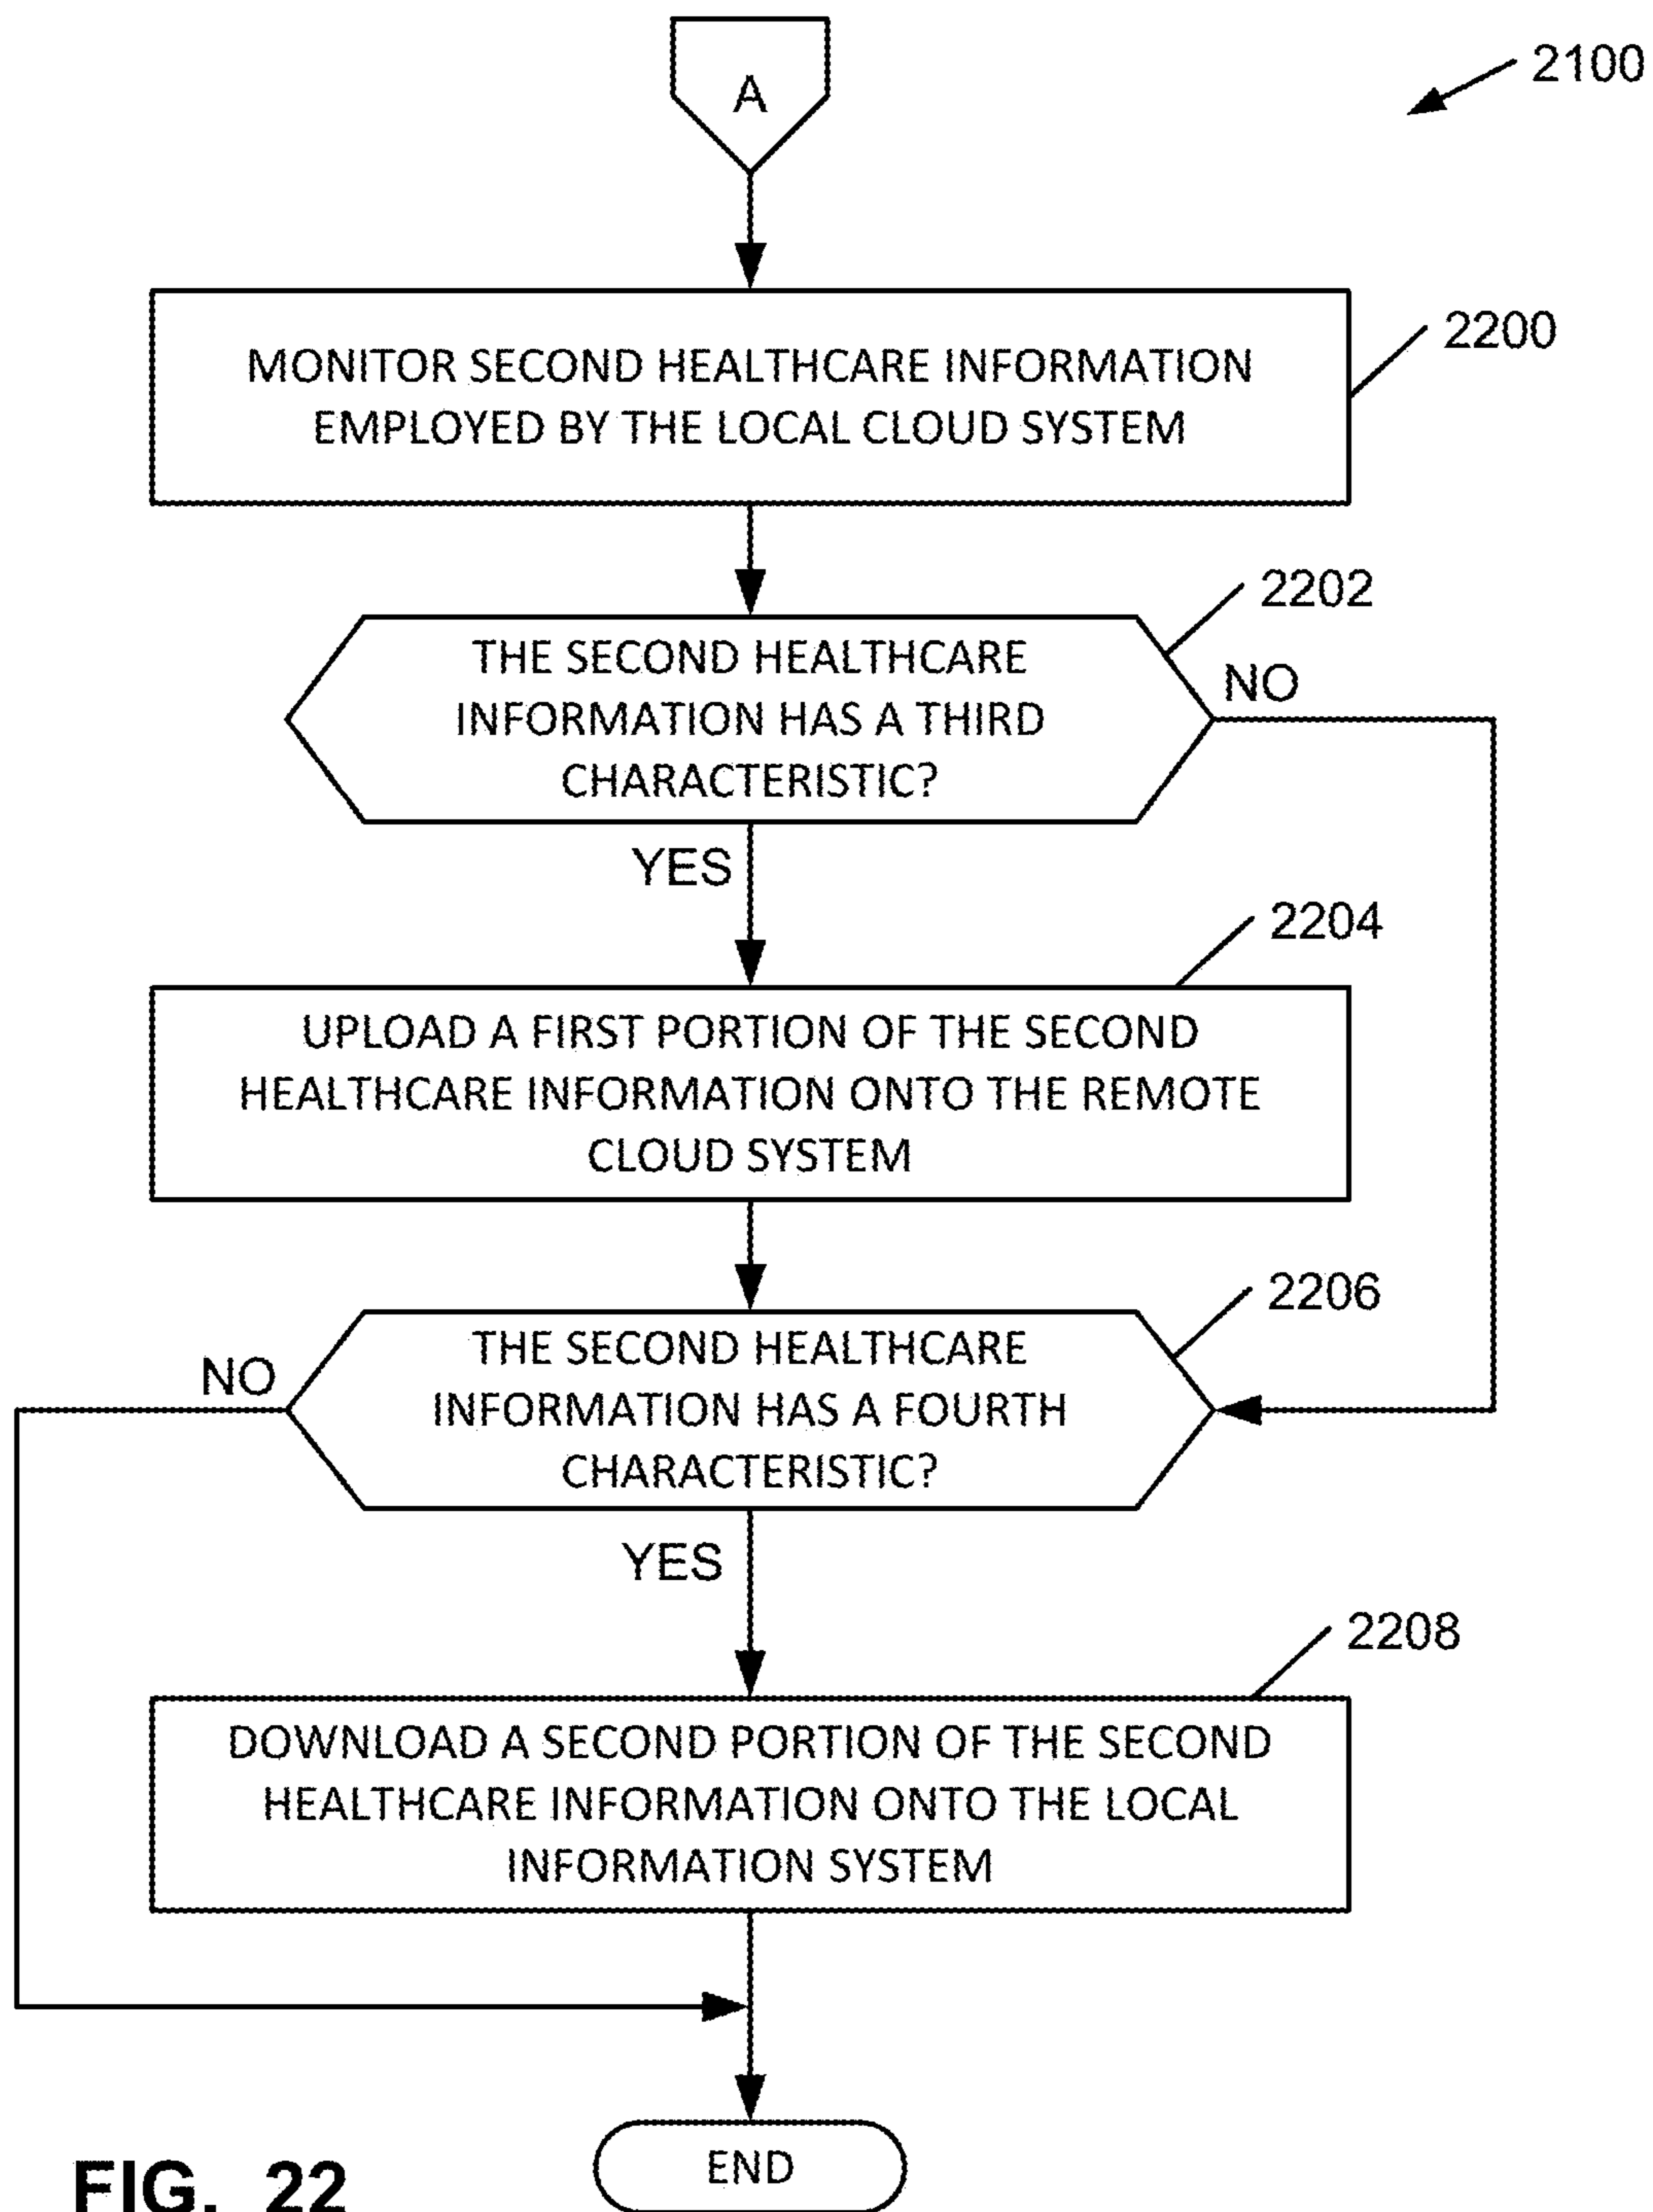 A
2100
2200
MONITOR SECOND HEALTHCARE INFORMATION
EMPLOYED BY THE LOCAL CLOUD SYSTEM
2202
THE SECOND HEALTHCARE
INFORMATION HAS A THIRD
CHARACTERISTIC?
NO
YES
2204
UPLOAD A FIRST PORTION OF THE SECOND
HEALTHCARE INFORMATION ONTO THE REMOTE
CLOUD SYSTEM
2206
THE SECOND HEALTHCARE
INFORMATION HAS A FOURTH
CHARACTERISTIC?
NO
YES
2208
DOWNLOAD A SECOND PORTION OF THE SECOND
HEALTHCARE INFORMATION ONTO THE LOCAL
INFORMATION SYSTEM
END
FIG. 22